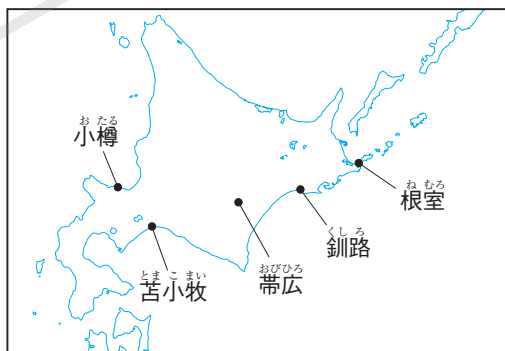 お たる
小樽
ね むろ
根室
くし ろ
釧路
おびひろ
帯広
とま こ まい
苫小牧